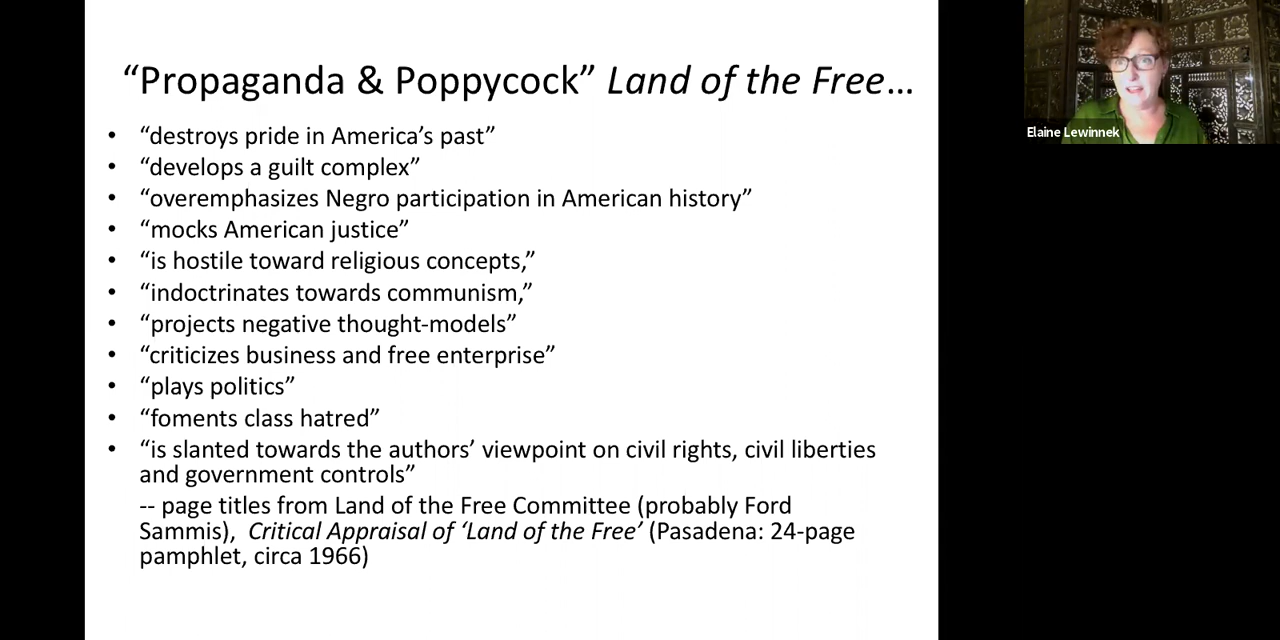 “Propaganda & Poppycock” Land of the Free…
• “destroys pride in America’s past”
• “develops a guilt complex”
• “overemphasizes Negro participation in American history”
• “mocks American justice”
• “is hostile toward religious concepts,”
• “indoctrinates towards communism,”
• “projects negative thought-models”
• “criticizes business and free enterprise”
• “plays politics”
• “foments class hatred”
• “is slanted towards the authors’ viewpoint on civil rights, civil liberties
and government controls”
-- page titles from Land of the Free Committee (probably Ford
Sammis), Critical Appraisal of ‘Land of the Free’ (Pasadena: 24-page
pamphlet, circa 1966)
Elaine Lewinnek